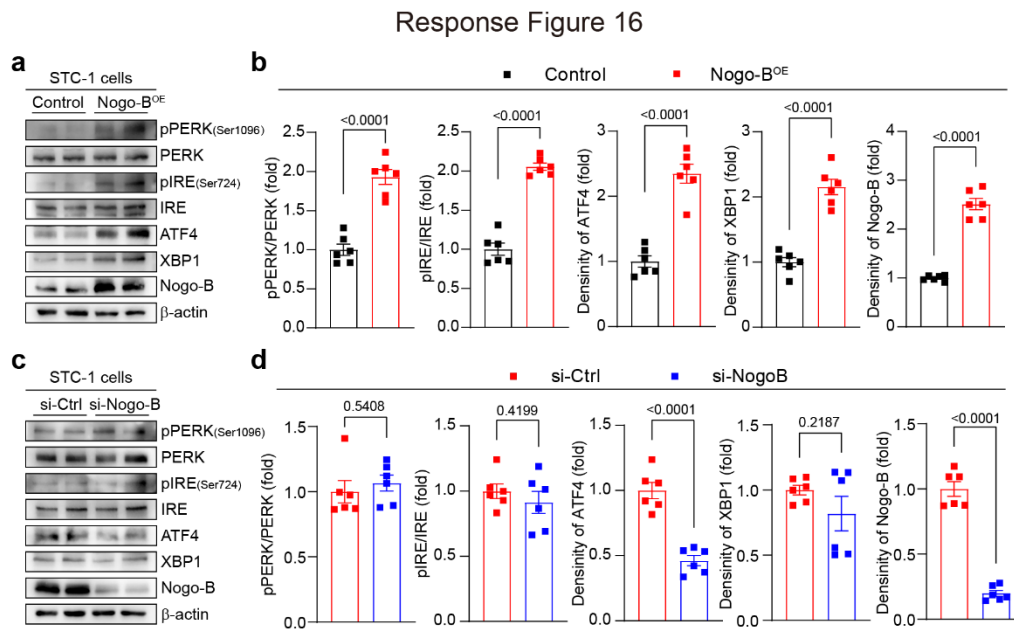 Response Figure 16
a
STC-1 cells
Control Nogo-B^OE
pPERK(Ser1096)
PERK
pIRE(Ser724)
IRE
ATF4
XBP1
Nogo-B
β-actin
b
Control Nogo-B^OE
pPERK/PERK (fold)
2.5
2.0
1.5
1.0
0.5
0.0
<0.0001
pIRE/IRE (fold)
2.5
2.0
1.5
1.0
0.5
0.0
<0.0001
Densinity of ATF4 (fold)
3
2
1
0
<0.0001
Densinity of XBP1 (fold)
3
2
1
0
<0.0001
Densinity of Nogo-B (fold)
4
3
2
1
0
<0.0001
c
STC-1 cells
si-Ctrl si-Nogo-B
pPERK(Ser1096)
PERK
pIRE(Ser724)
IRE
ATF4
XBP1
Nogo-B
β-actin
d
si-Ctrl si-NogoB
pPERK/PERK (fold)
1.5
1.0
0.5
0.0
0.5408
pIRE/IRE (fold)
1.5
1.0
0.5
0.0
0.4199
Densinity of ATF4 (fold)
1.5
1.0
0.5
0.0
<0.0001
Densinity of XBP1 (fold)
1.5
1.0
0.5
0.0
0.2187
Densinity of Nogo-B (fold)
1.5
1.0
0.5
0.0
<0.0001